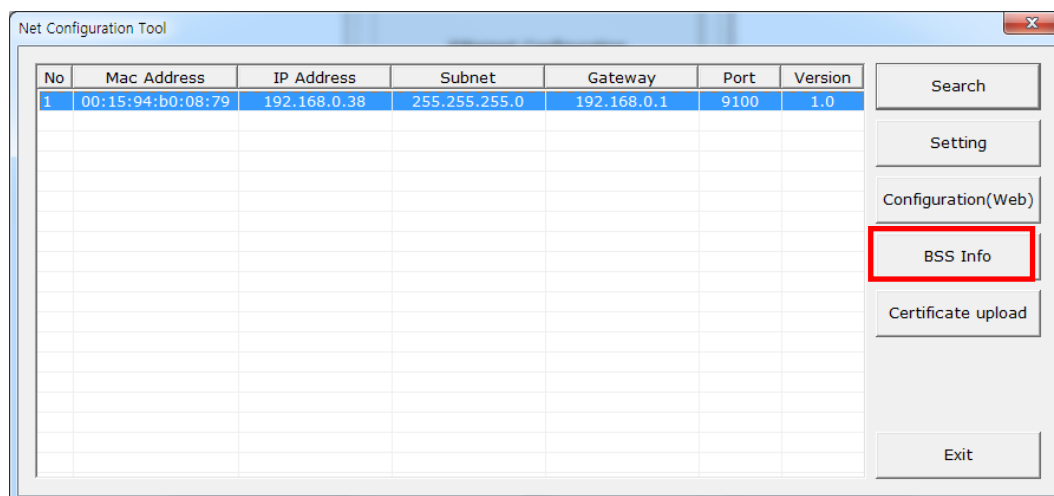 Net Configuration Tool
No Mac Address IP Address Subnet Gateway Port Version
1 00:15:94:b0:08:79 192.168.0.38 255.255.255.0 192.168.0.1 9100 1.0
Search
Setting
Configuration(Web)
BSS Info
Certificate upload
Exit